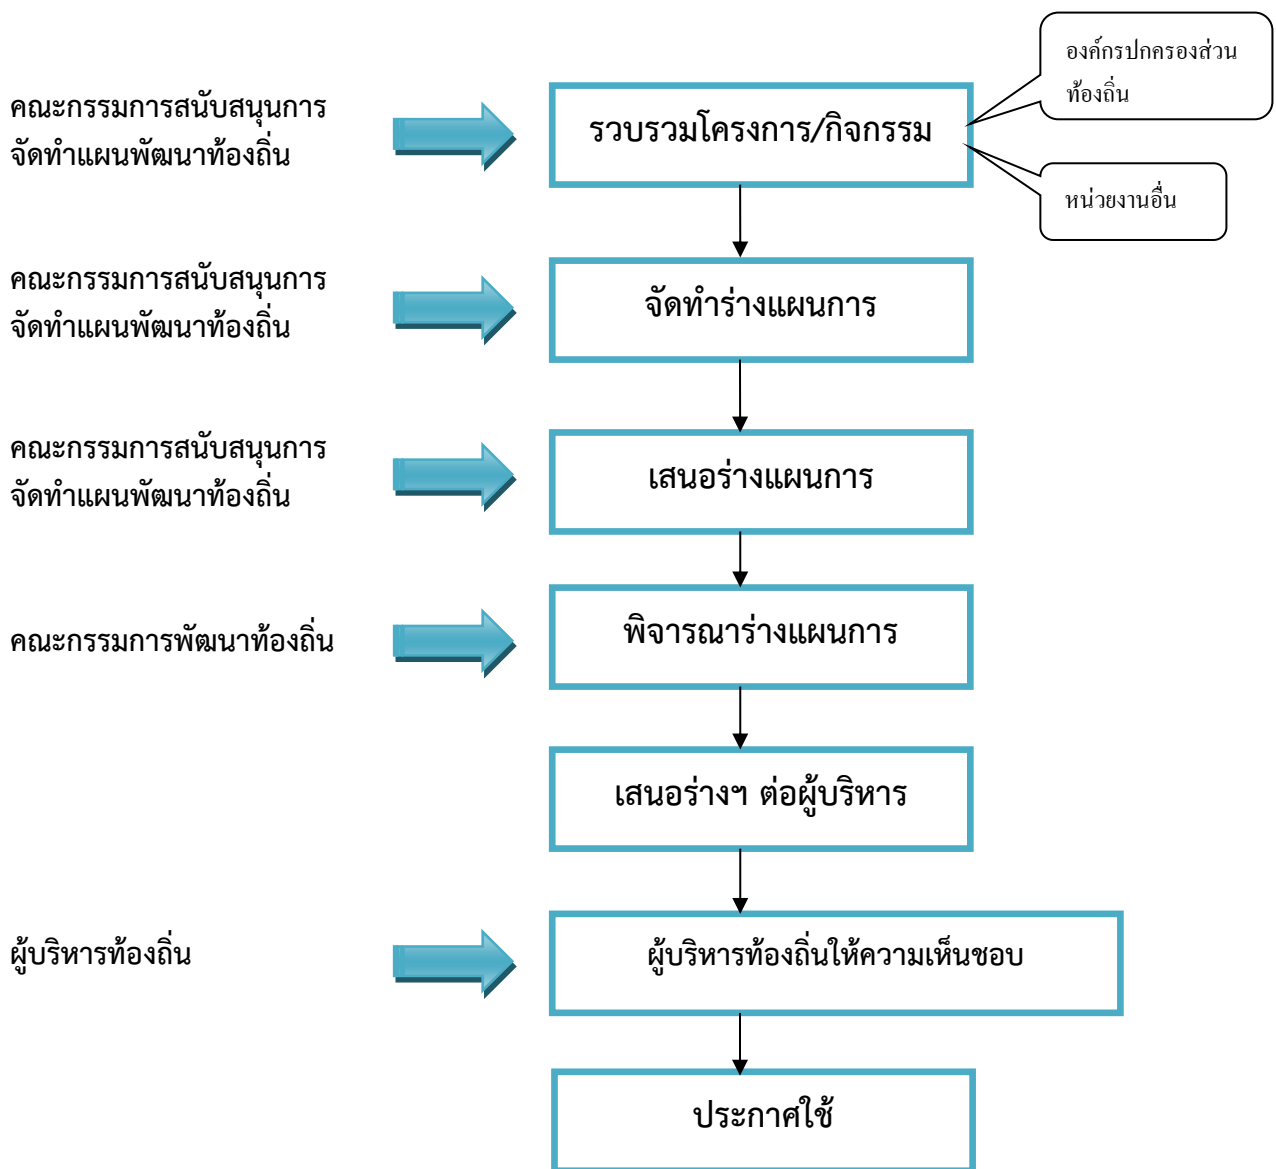 องค์กรปกครองส่วน
ท้องถิ่น
คณะกรรมการสนับสนุนการ
จัดทำแผนพัฒนาท้องถิ่น
รวบรวมโครงการ/กิจกรรม
หน่วยงานอื่น
คณะกรรมการสนับสนุนการ
จัดทำแผนพัฒนาท้องถิ่น
จัดทำร่างแผนการ
คณะกรรมการสนับสนุนการ
จัดทำแผนพัฒนาท้องถิ่น
เสนอร่างแผนการ
คณะกรรมการพัฒนาท้องถิ่น
พิจารณาร่างแผนการ
เสนอร่างฯ ต่อผู้บริหาร
ผู้บริหารท้องถิ่น
ผู้บริหารท้องถิ่นให้ความเห็นชอบ
ประกาศใช้